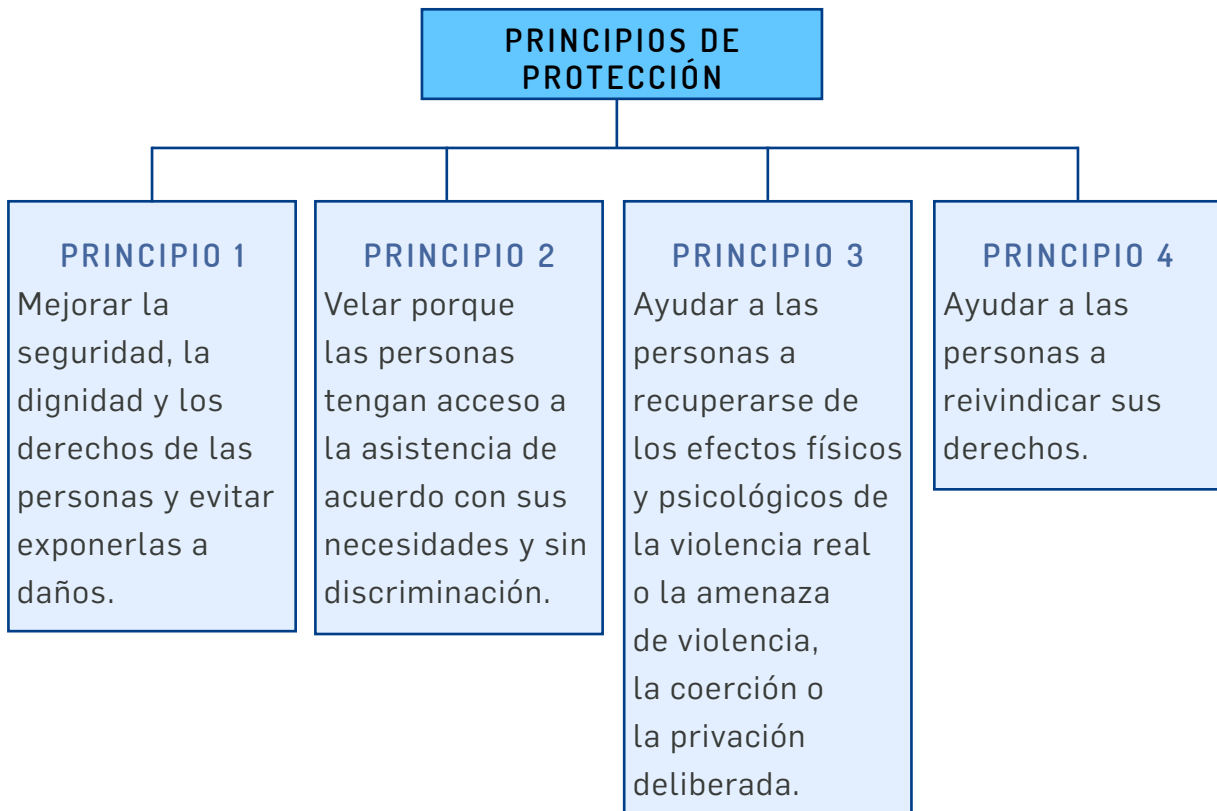 PRINCIPIOS DE
PROTECCIÓN
PRINCIPIO 1
Mejorar la
seguridad, la
dignidad y los
derechos de las
personas y evitar
exponerlas a
daños.
PRINCIPIO 2
Velar porque
las personas
tengan acceso a
la asistencia de
acuerdo con sus
necesidades y sin
discriminación.
PRINCIPIO 3
Ayudar a las
personas a
recuperarse de
los efectos físicos
y psicológicos de
la violencia real
o la amenaza
de violencia,
la coerción o
la privación
deliberada.
PRINCIPIO 4
Ayudar a las
personas a
reivindicar sus
derechos.